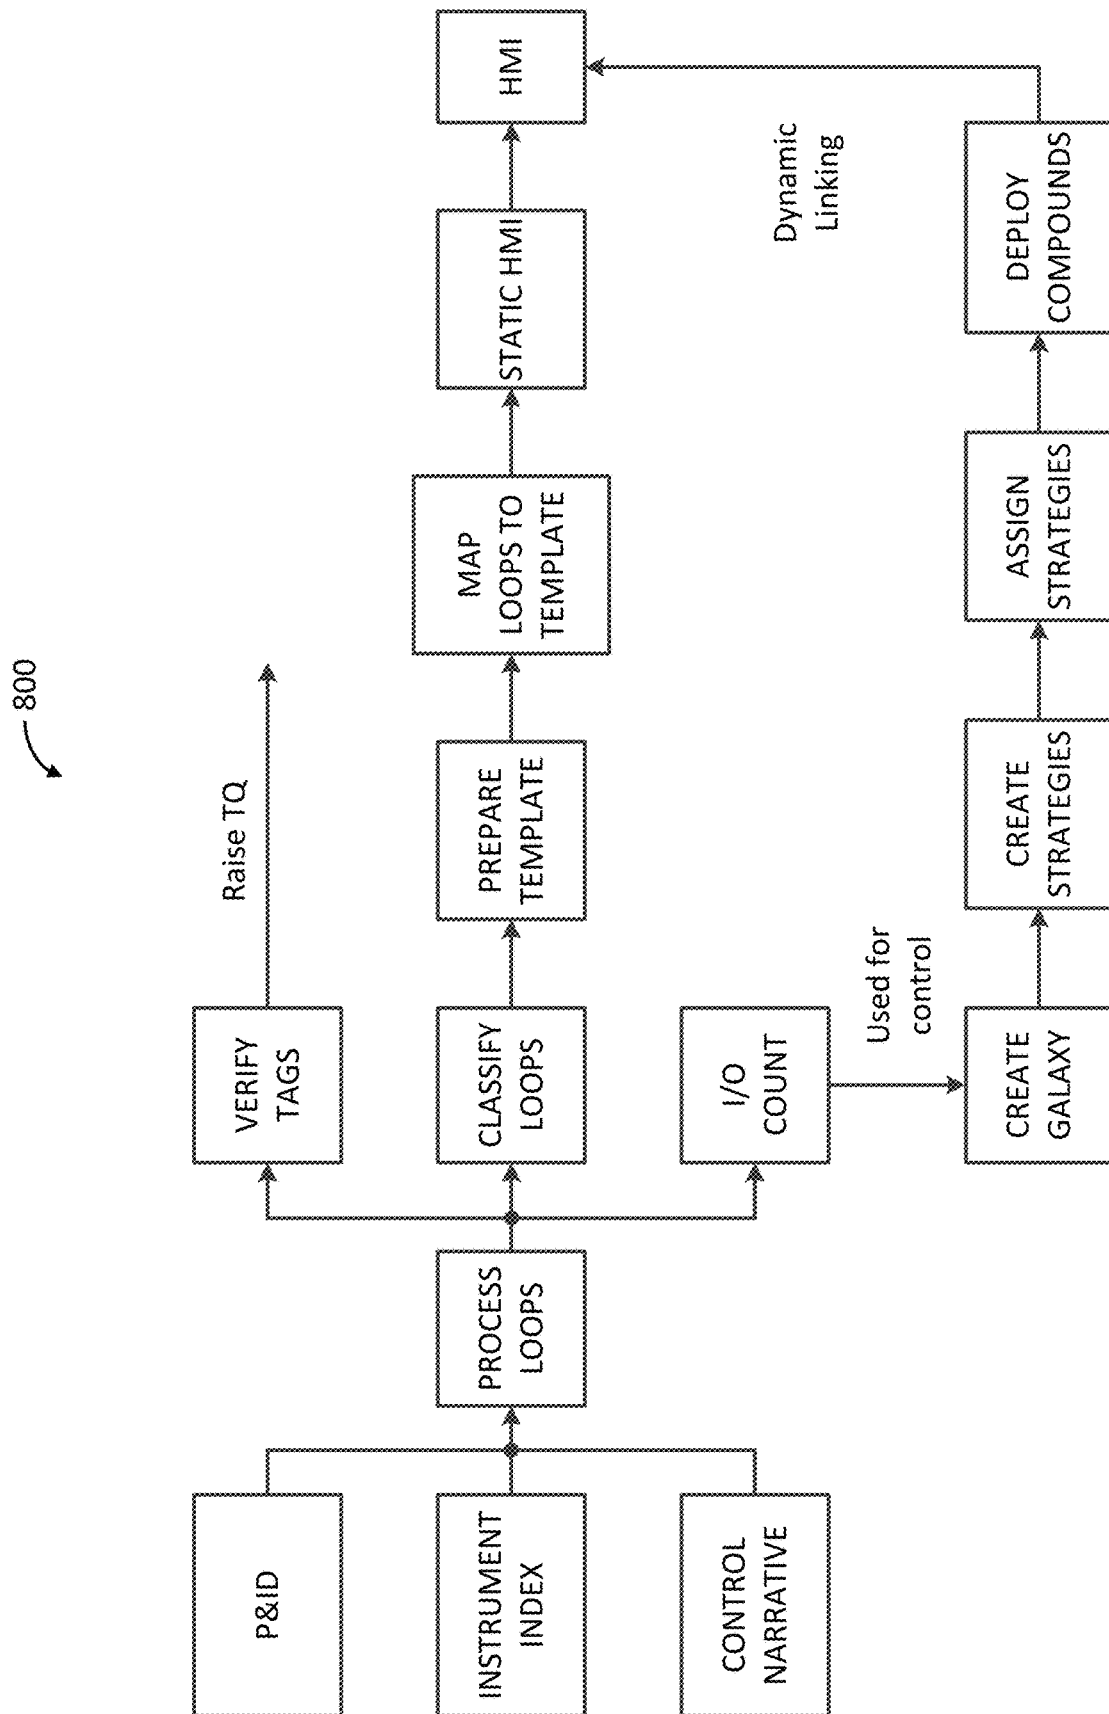 800
P&ID
INSTRUMENT
INDEX
CONTROL
NARRATIVE
PROCESS
LOOPS
VERIFY
TAGS
Raise TQ
CLASSIFY
LOOPS
PREPARE
TEMPLATE
MAP
LOOPS TO
TEMPLATE
STATIC HMI
HMI
I/O
COUNT
Used for
control
CREATE
GALAXY
CREATE
STRATEGIES
ASSIGN
STRATEGIES
DEPLOY
COMPOUNDS
Dynamic
Linking